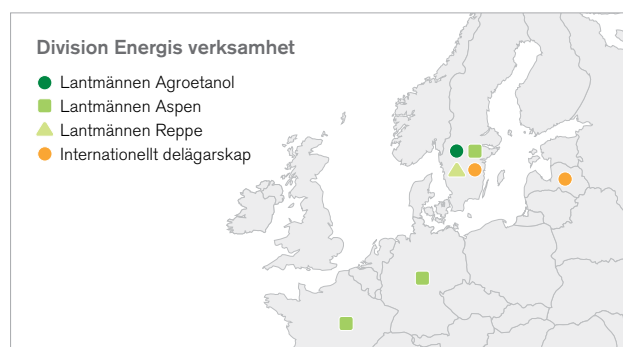 Division Energis verksamhet
Lantmännen Agroetanol
Lantmännen Aspen
Lantmännen Reppe
Internationellt delägarskap